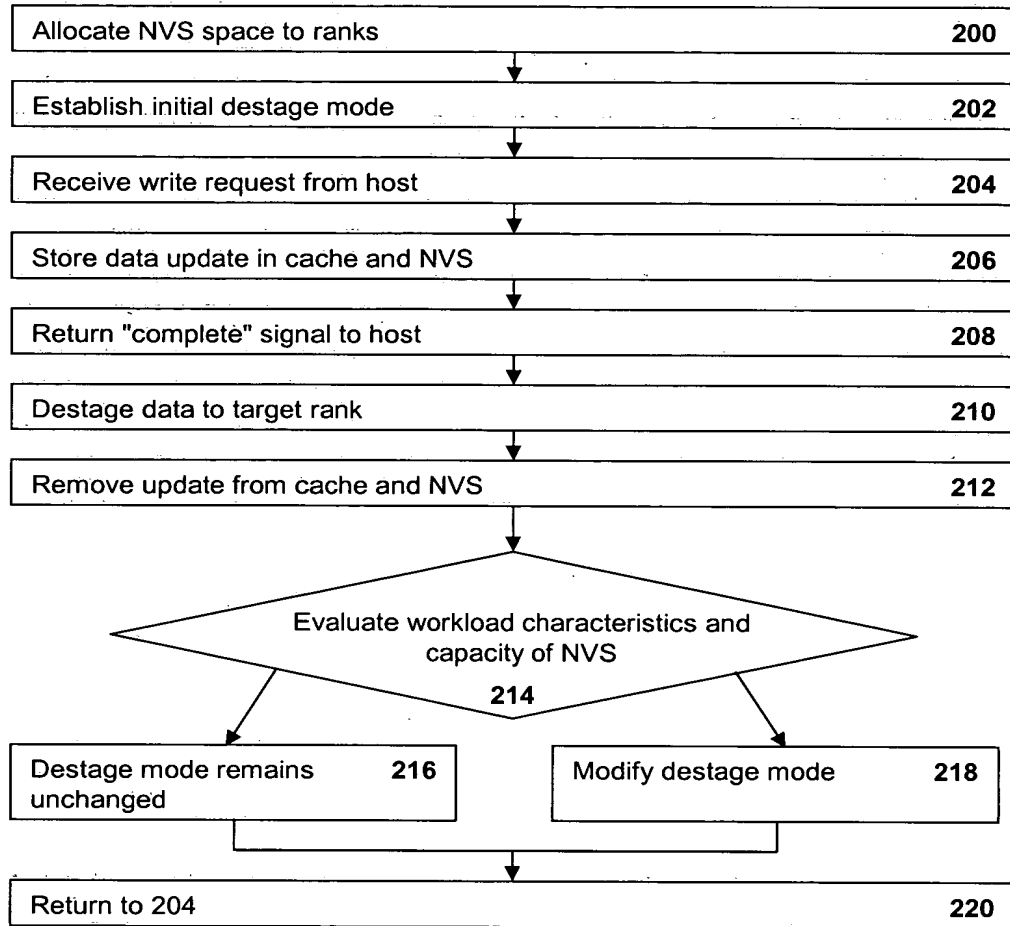 Allocate NVS space to ranks 200
Establish initial destage mode 202
Receive write request from host 204
Store data update in cache and NVS 206
Return "complete" signal to host 208
Destage data to target rank 210
Remove update from cache and NVS 212
Evaluate workload characteristics and
capacity of NVS
214
Destage mode remains 216
unchanged
Modify destage mode 218
Return to 204 220